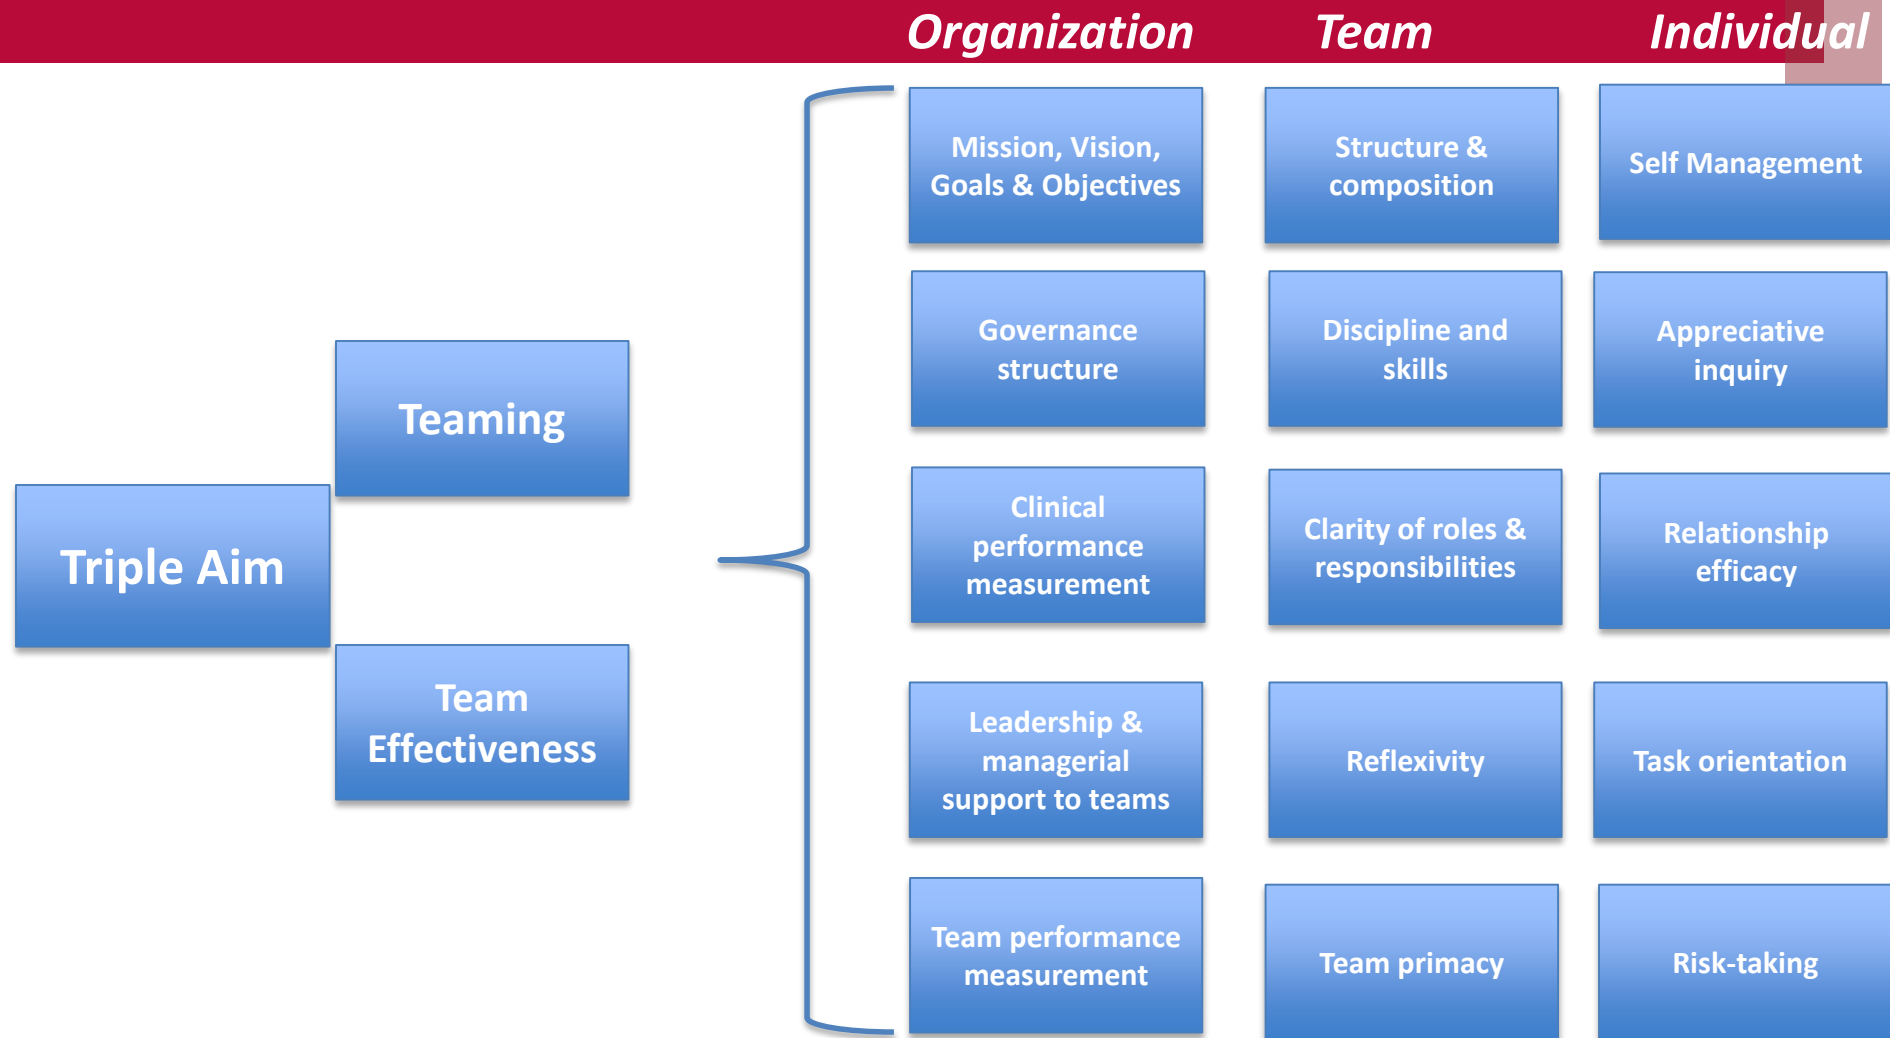 Organization Team Individual
Mission, Vision,
Goals & Objectives
Structure &
composition
Self Management
Governance
structure
Discipline and
skills
Appreciative
inquiry
Teaming
Clinical
performance
measurement
Clarity of roles &
responsibilities
Relationship
efficacy
Triple Aim
Team
Effectiveness
Leadership &
managerial
support to teams
Reflexivity
Task orientation
Team performance
measurement
Team primacy
Risk-taking